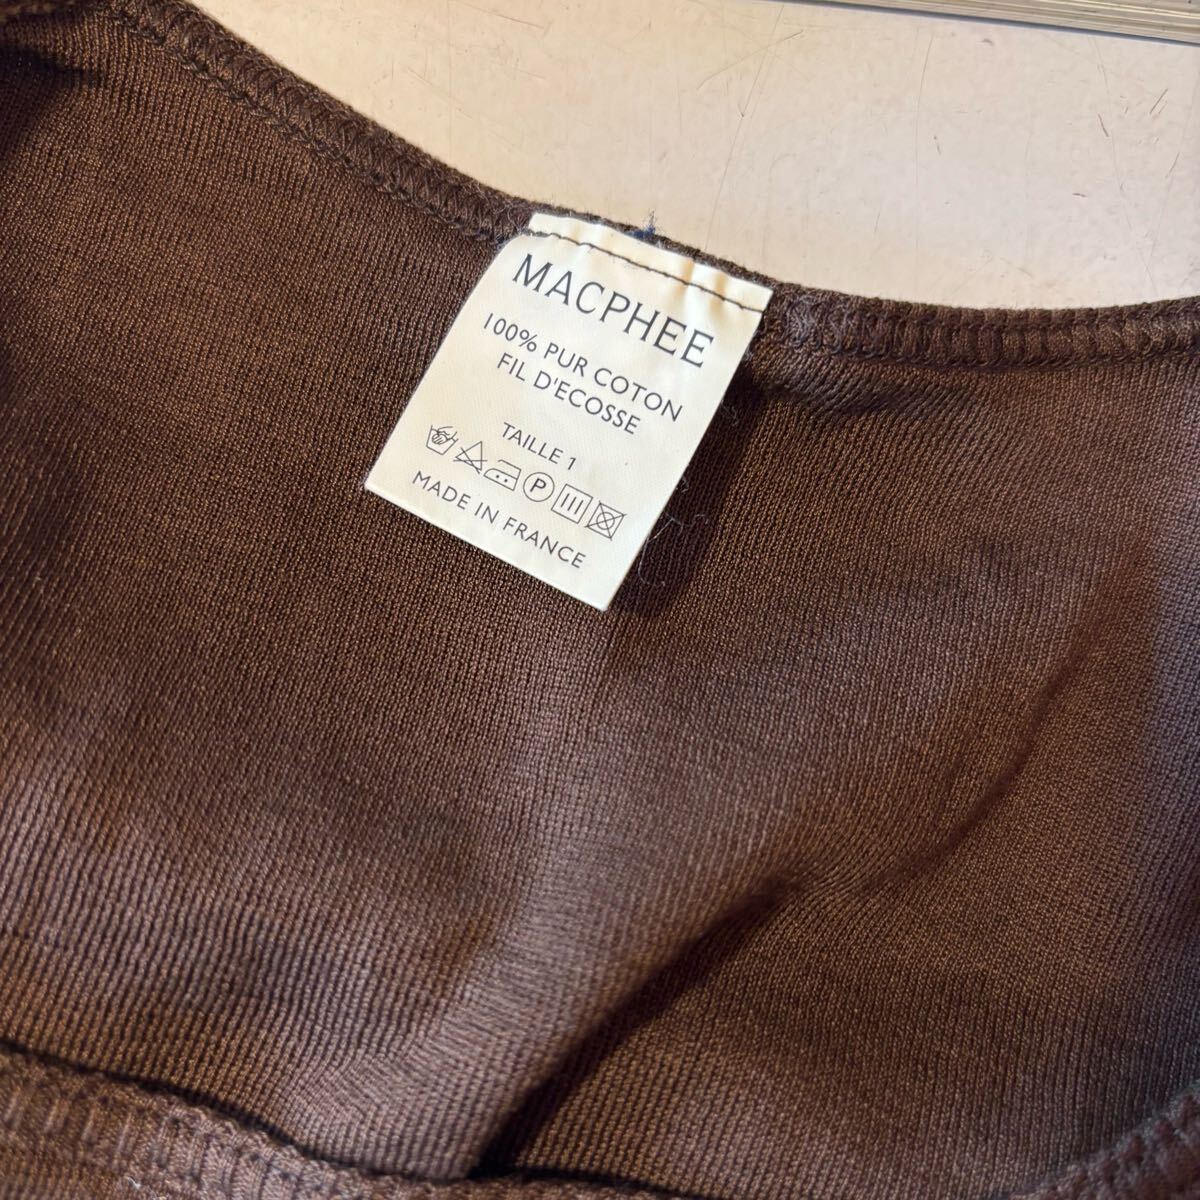 MACPHEE
100% PUR COTON
FIL D'ECOSSE
TAILLE 1
P
MADE IN FRANCE